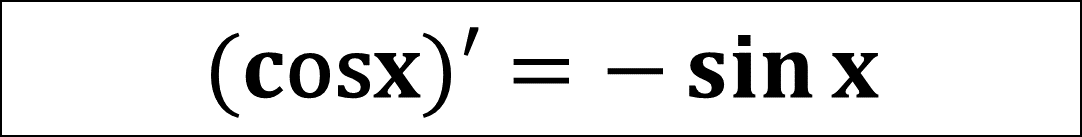 (cosx)′ = − sin x